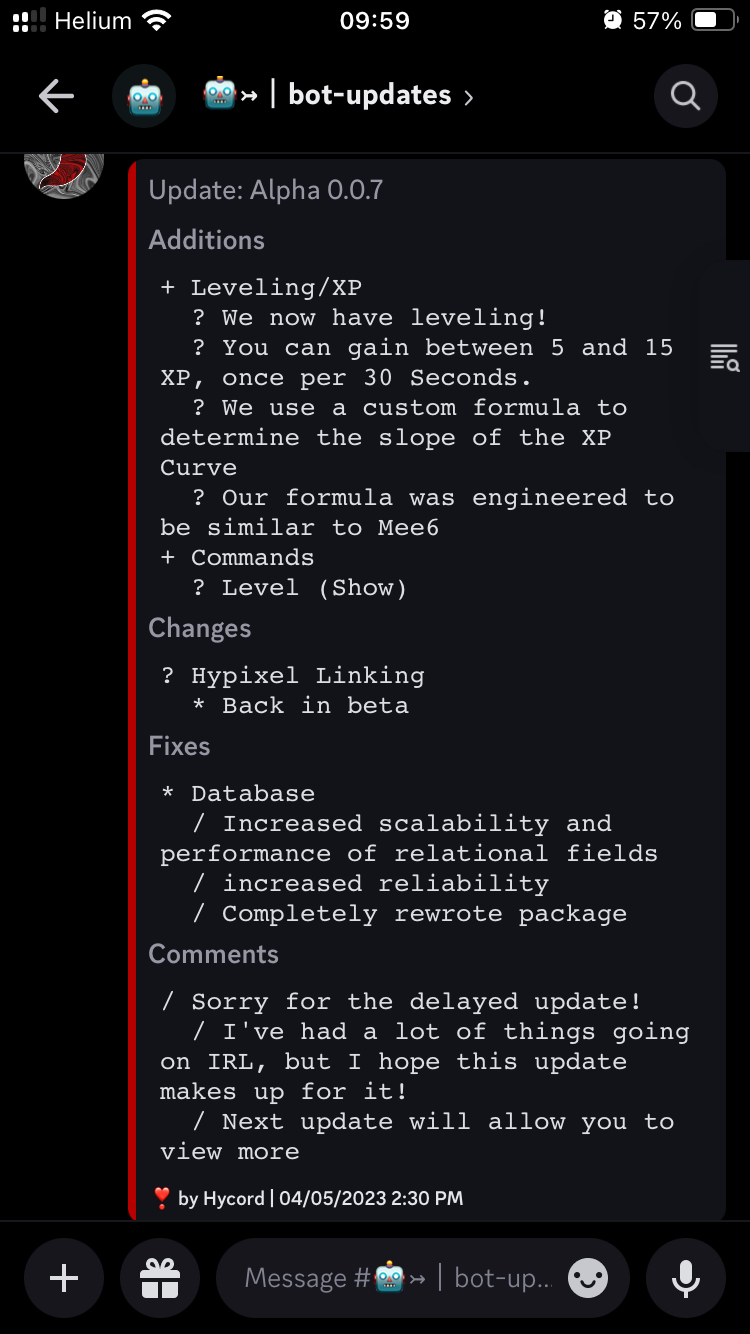 Helium 09:59 57%
🤖↣ | bot-updates ›
Update: Alpha 0.0.7
Additions
+ Leveling/XP
? We now have leveling!
? You can gain between 5 and 15
XP, once per 30 Seconds.
? We use a custom formula to
determine the slope of the XP
Curve
? Our formula was engineered to
be similar to Mee6
+ Commands
? Level (Show)
Changes
? Hypixel Linking
* Back in beta
Fixes
* Database
/ Increased scalability and
performance of relational fields
/ increased reliability
/ Completely rewrote package
Comments
/ Sorry for the delayed update!
/ I've had a lot of things going
on IRL, but I hope this update
makes up for it!
/ Next update will allow you to
view more
❣️ by Hycord | 04/05/2023 2:30 PM
Message #🤖↣ | bot-up...